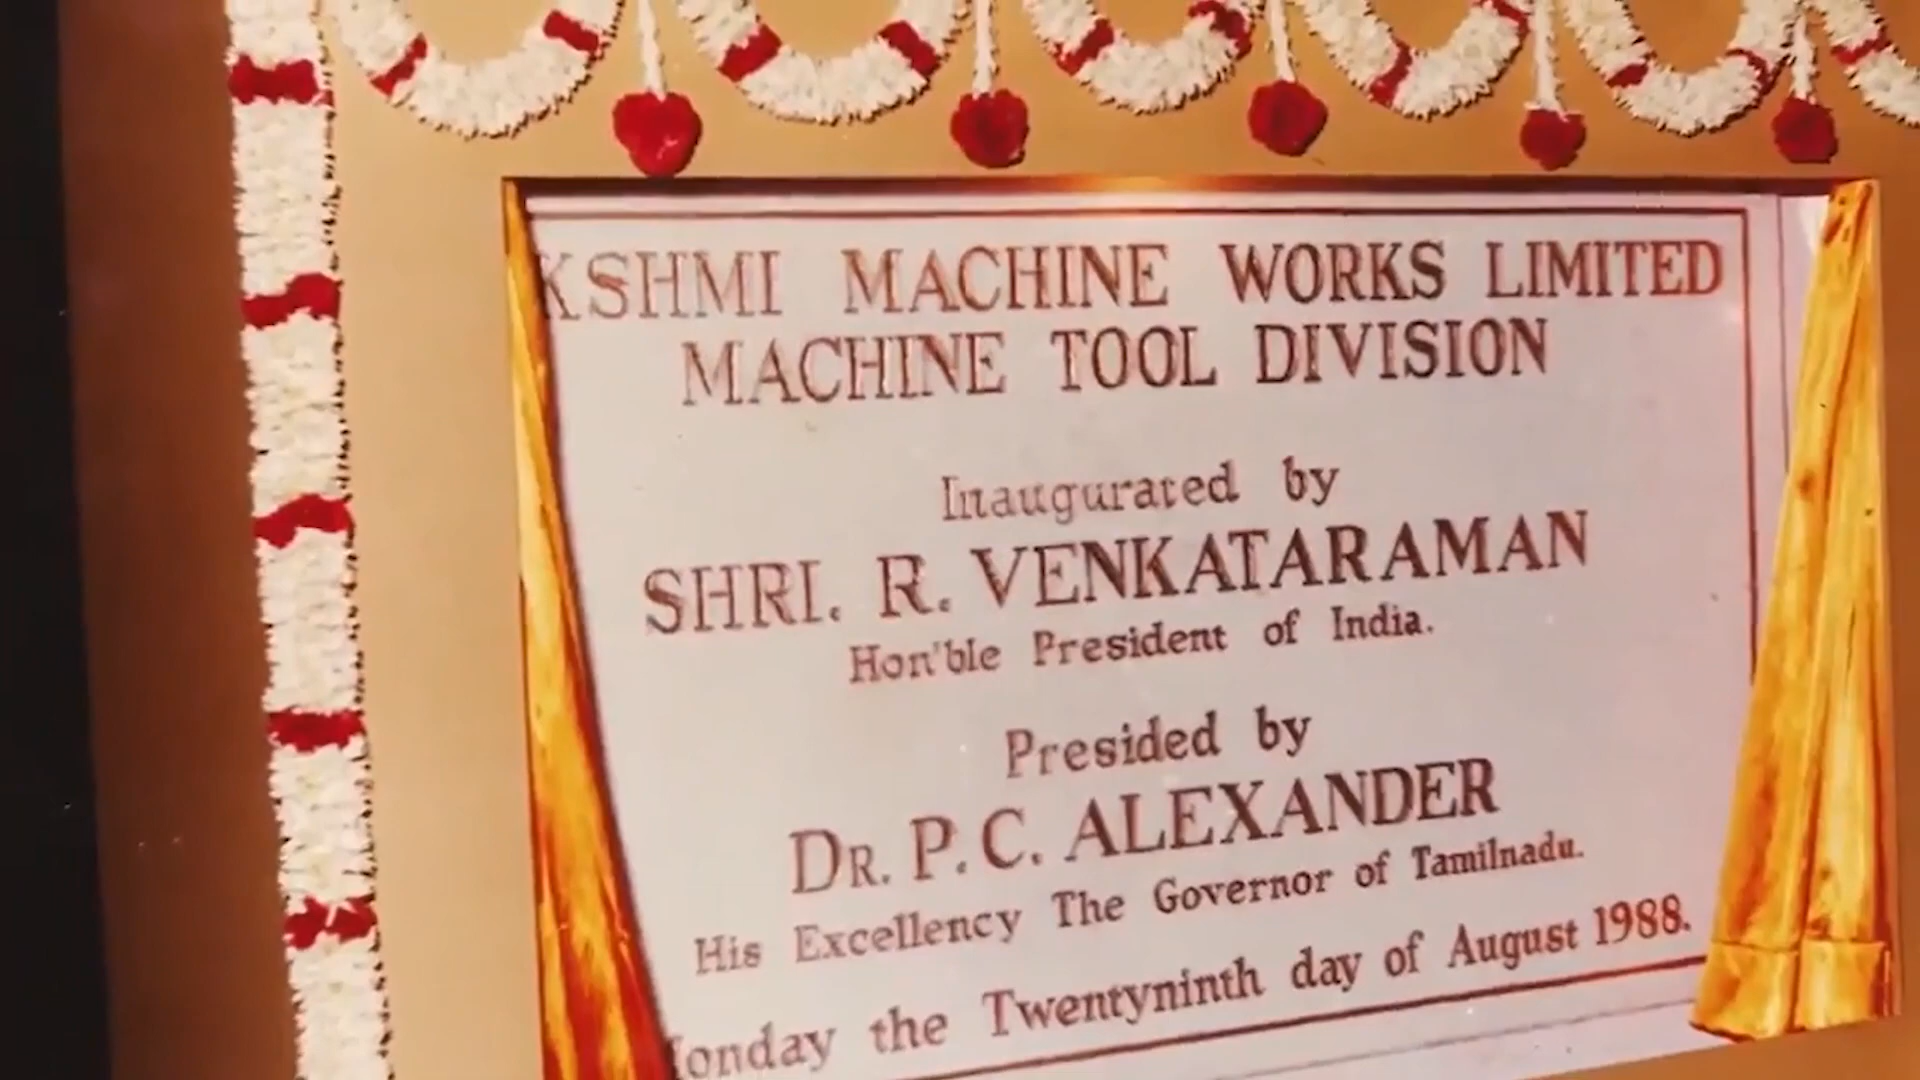 KSHMI MACHINE WORKS LIMITED
MACHINE TOOL DIVISION
Inaugurated by
SHRI. R. VENKATARAMAN
Hon'ble President of India.
Presided by
DR. P. C. ALEXANDER
His Excellency The Governor of Tamilnadu.
onday the Twentyninth day of August 1988.